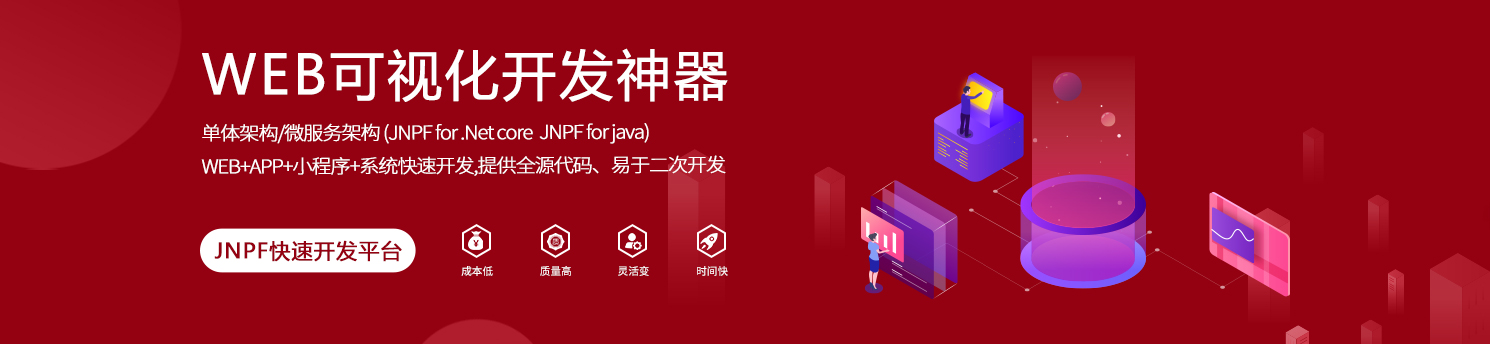 WEB可视化开发神器
单体架构/微服务架构 (JNPF for .Net core  JNPF for java)
WEB+APP+小程序+系统快速开发,提供全源代码、易于二次开发
JNPF快速开发平台
成本低 质量高 灵活变 时间快